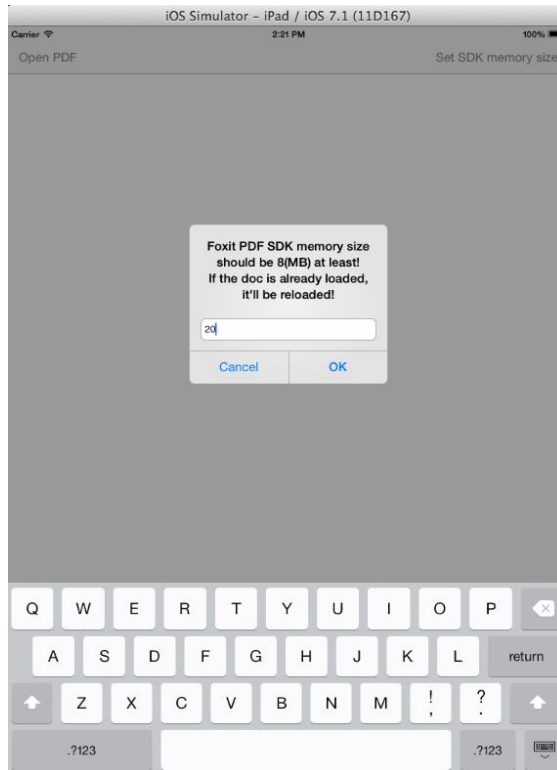 iOS Simulator – iPad / iOS 7.1 (11D167)
Carrier 2:21 PM 100%
Open PDF Set SDK memory size
Foxit PDF SDK memory size
should be 8(MB) at least!
If the doc is already loaded,
it'll be reloaded!
20
Cancel OK
Q W E R T Y U I O P
A S D F G H J K L return
Z X C V B N M ! , ? .
.?123 .?123